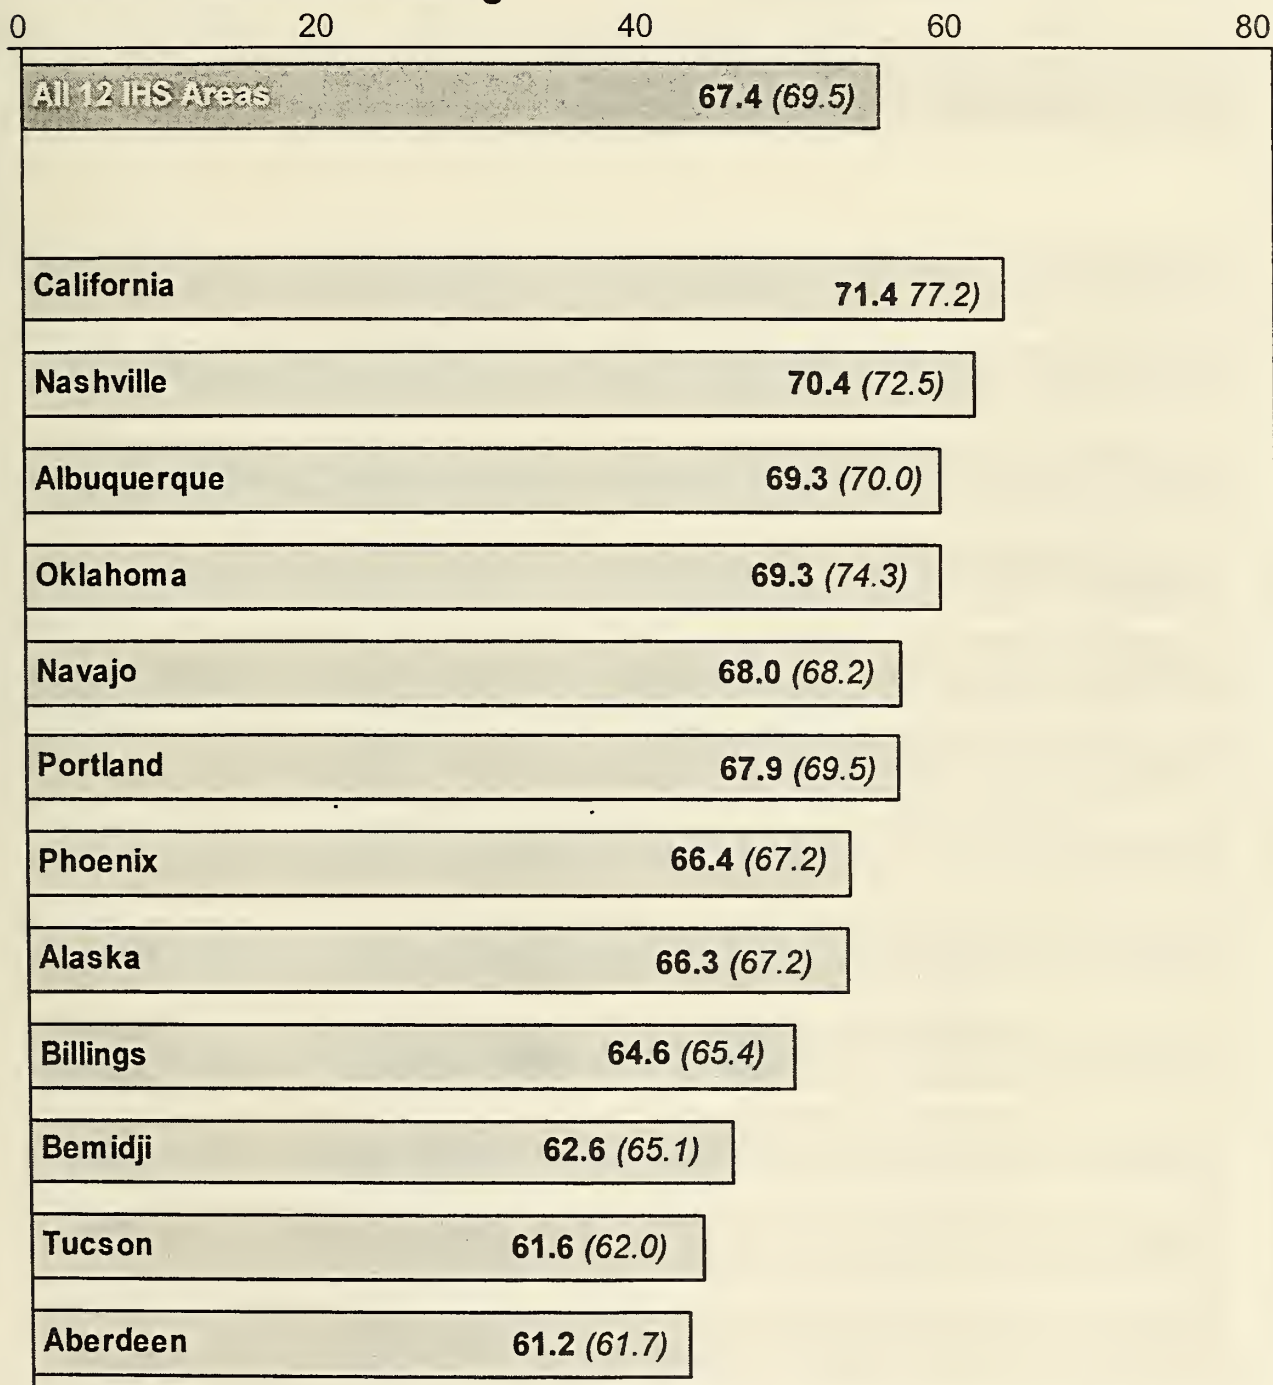 0 20 40 60 80
All 12 IHS Areas 67.4 (69.5)
California 71.4 77.2)
Nashville 70.4 (72.5)
Albuquerque 69.3 (70.0)
Oklahoma 69.3 (74.3)
Navajo 68.0 (68.2)
Portland 67.9 (69.5)
Phoenix 66.4 (67.2)
Alaska 66.3 (67.2)
Billings 64.6 (65.4)
Bemidji 62.6 (65.1)
Tucson 61.6 (62.0)
Aberdeen 61.2 (61.7)